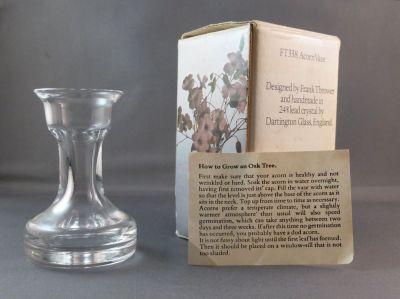 FT338 Acorn Vase
Designed by Frank Thrower
and handmade in
24% lead crystal by
Dartington Glass, England.
How to Grow an Oak Tree.
First make sure that your acorn is healthy and not
wrinkled or hard. Soak the acorn in water overnight,
having first removed its' cap. Fill the vase with water
so that the level is just above the base of the acorn as it
sits in the neck. Top up from time to time as necessary.
Acorns prefer a temperate climate, but a slightly
warmer atmosphere than usual will also speed
germination, which can take anything between two
days and three weeks. If after this time no germination
has occurred, you probably have a dud acorn.
It is not fussy about light until the first leaf has formed.
Then it should be placed on a window-sill that is not
too shaded.